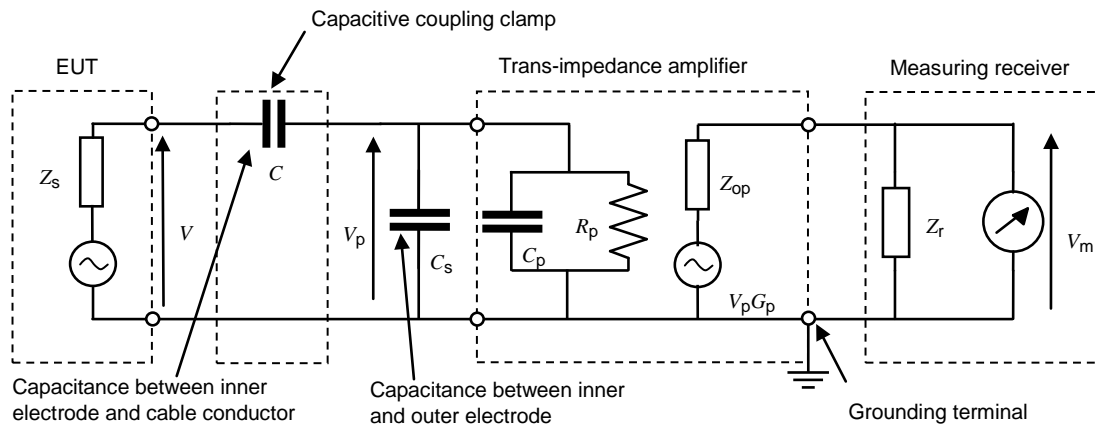 Capacitive coupling clamp
EUT
Trans-impedance amplifier
Measuring receiver
Zs
V
C
Vp
Cs
Cp
Rp
Zop
VpGp
Zr
Vm
Capacitance between inner
electrode and cable conductor
Capacitance between inner
and outer electrode
Grounding terminal